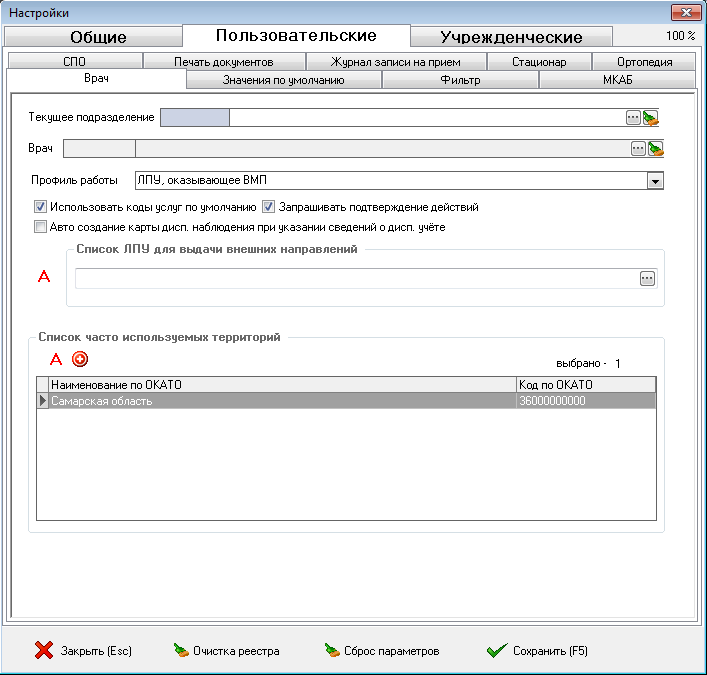 Настройки
Общие Пользовательские Учрежденческие 100 %
СПО Печать документов Журнал записи на прием Стационар Ортопедия
Врач Значения по умолчанию Фильтр МКАБ
Текущее подразделение
Врач
Профиль работы ЛПУ, оказывающее ВМП
Использовать коды услуг по умолчанию Запрашивать подтверждение действий
Авто создание карты дисп. наблюдения при указании сведений о дисп. учёте
Список ЛПУ для выдачи внешних направлений
А
Список часто используемых территорий
А выбрано - 1
Наименование по ОКАТО Код по ОКАТО
Самарская область 36000000000
Закрыть (Esc) Очистка реестра Сброс параметров Сохранить (F5)